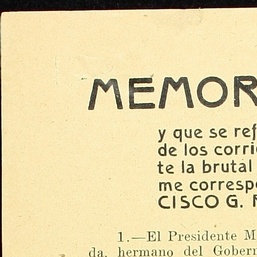 MEMOR
y que se ref
de los corri
te la brutal
me correspo
CISCO G.
1.—El Presidente M
da, hermano del Gobern